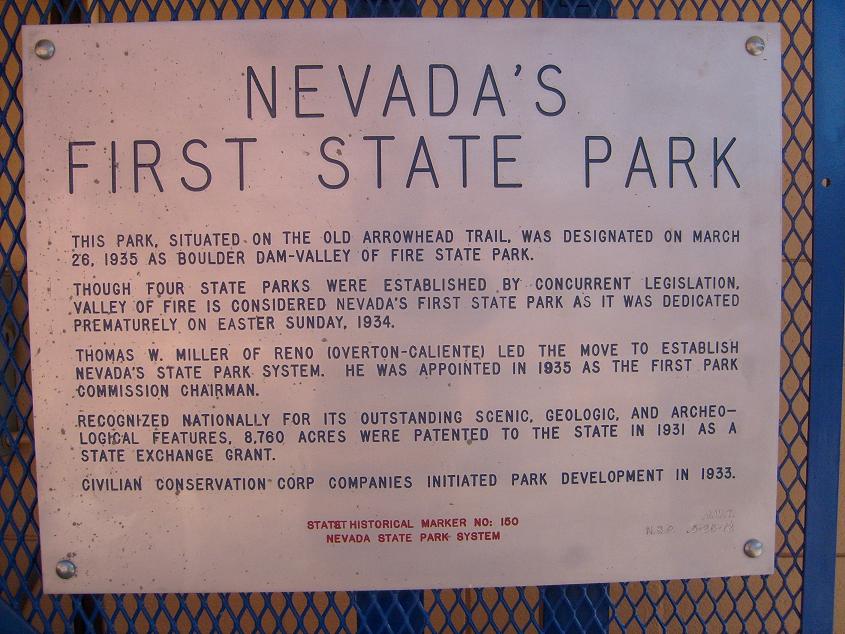 NEVADA'S
FIRST STATE PARK
THIS PARK, SITUATED ON THE OLD ARROWHEAD TRAIL, WAS DESIGNATED ON MARCH
26, 1935 AS BOULDER DAM-VALLEY OF FIRE STATE PARK.
THOUGH FOUR STATE PARKS WERE ESTABLISHED BY CONCURRENT LEGISLATION,
VALLEY OF FIRE IS CONSIDERED NEVADA'S FIRST STATE PARK AS IT WAS DEDICATED
PREMATURELY ON EASTER SUNDAY, 1934.
THOMAS W. MILLER OF RENO (OVERTON-CALIENTE) LED THE MOVE TO ESTABLISH
NEVADA'S STATE PARK SYSTEM. HE WAS APPOINTED IN 1935 AS THE FIRST PARK
COMMISSION CHAIRMAN.
RECOGNIZED NATIONALLY FOR ITS OUTSTANDING SCENIC, GEOLOGIC, AND ARCHEO-
LOGICAL FEATURES, 8,760 ACRES WERE PATENTED TO THE STATE IN 1931 AS A
STATE EXCHANGE GRANT.
CIVILIAN CONSERVATION CORP COMPANIES INITIATED PARK DEVELOPMENT IN 1933.
STATE HISTORICAL MARKER NO: 150
NEVADA STATE PARK SYSTEM
N.S.P.